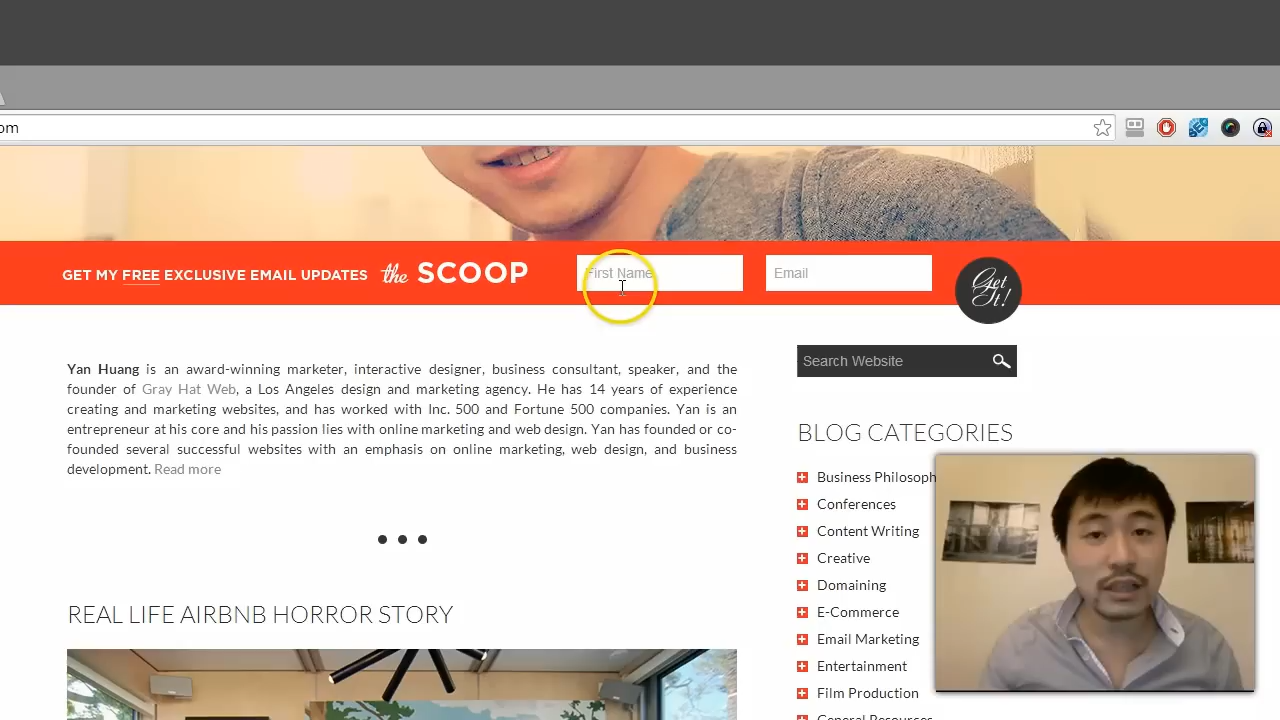 om
GET MY FREE EXCLUSIVE EMAIL UPDATES the SCOOP
First Name
Email
Get It!
Search Website
Yan Huang is an award-winning marketer, interactive designer, business consultant, speaker, and the
founder of Gray Hat Web, a Los Angeles design and marketing agency. He has 14 years of experience
creating and marketing websites, and has worked with Inc. 500 and Fortune 500 companies. Yan is an
entrepreneur at his core and his passion lies with online marketing and web design. Yan has founded or co-
founded several successful websites with an emphasis on online marketing, web design, and business
development. Read more
REAL LIFE AIRBNB HORROR STORY
BLOG CATEGORIES
Business Philosoph
Conferences
Content Writing
Creative
Domaining
E-Commerce
Email Marketing
Entertainment
Film Production
General Resources